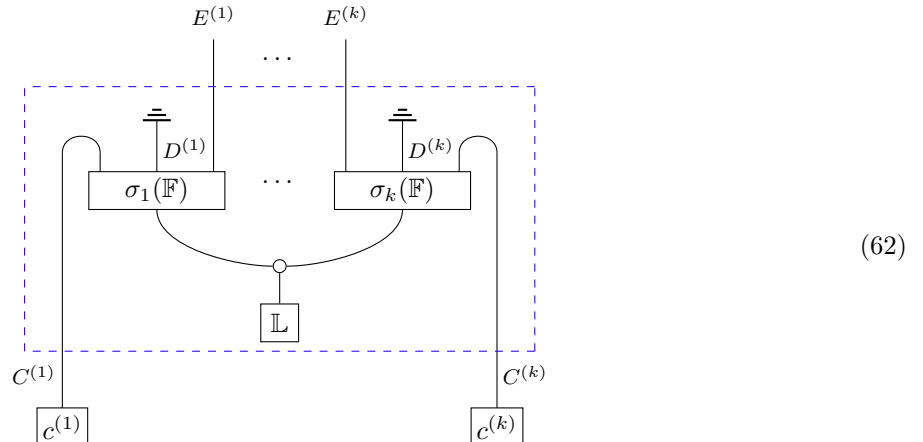 E^{(1)} E^{(k)}
⋯
D^{(1)} D^{(k)}
σ_1(𝔽) ⋯ σ_k(𝔽)
(62)
𝕃
C^{(1)} C^{(k)}
c^{(1)} c^{(k)}